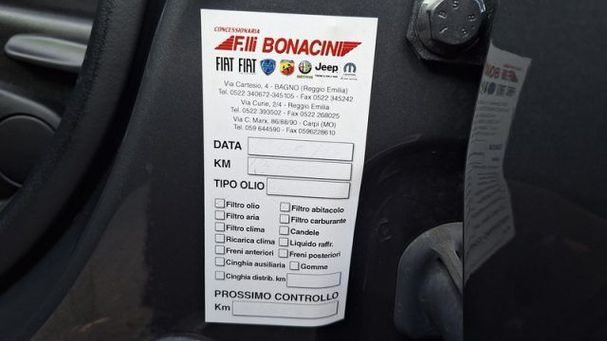 CONCESSIONARIA
F.lli BONACINI
FIAT FIAT Jeep
Via Cartesio, 4 - BAGNO (Reggio Emilia)
Tel. 0522 340672-345105 - Fax 0522 345242
Via Curie, 2/4 - Reggio Emilia
Tel. 0522 393502 - Fax 0522 268025
Via C. Marx, 86/88/90 - Carpi (MO)
Tel. 059 644590 - Fax 0596228610
DATA
KM
TIPO OLIO
Filtro olio Filtro abitacolo
Filtro aria Filtro carburante
Filtro clima Candele
Ricarica clima Liquido raffr.
Freni anteriori Freni posteriori
Cinghia ausiliaria Gomme
Cinghia distrib. km
PROSSIMO CONTROLLO
Km